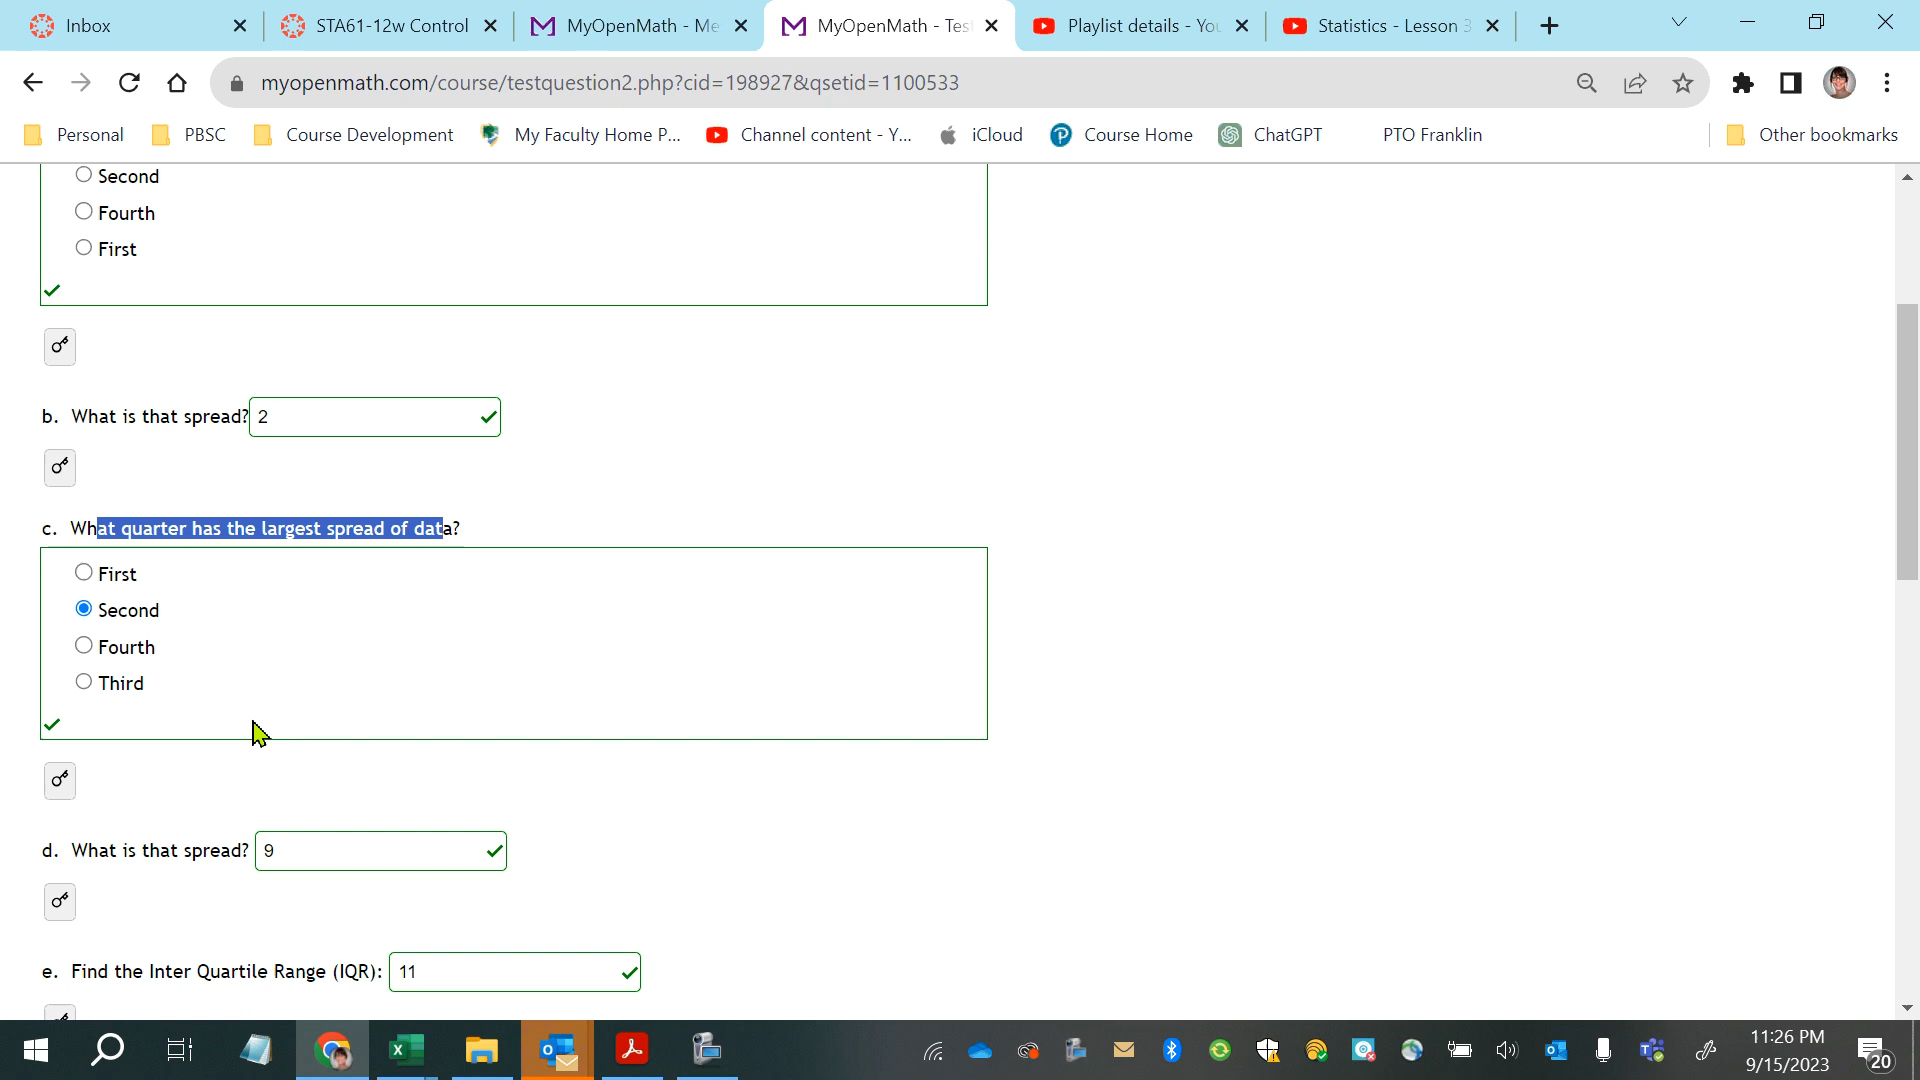 Inbox
STA61-12w Control
MyOpenMath - Me
MyOpenMath - Test
Playlist details - You
Statistics - Lesson 3
myopenmath.com/course/testquestion2.php?cid=198927&qsetid=1100533
Personal
PBSC
Course Development
My Faculty Home P...
Channel content - Y...
iCloud
Course Home
ChatGPT
PTO Franklin
Other bookmarks
Second
Fourth
First
b. What is that spread? 2
c. What quarter has the largest spread of data?
First
Second
Fourth
Third
d. What is that spread? 9
e. Find the Inter Quartile Range (IQR): 11
11:26 PM
9/15/2023
20